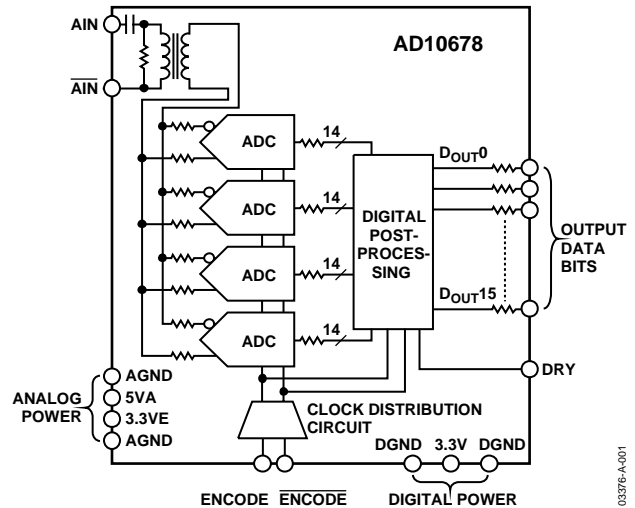 AIN
AD10678
AIN
14
ADC
DOUT0
14
ADC
DIGITAL
POST-
PROCES-
SING
OUTPUT
DATA
BITS
14
ADC
DOUT15
14
ADC
DRY
AGND
ANALOG
POWER
5VA
3.3VE
AGND
CLOCK DISTRIBUTION
CIRCUIT
DGND 3.3V DGND
ENCODE ENCODE
DIGITAL POWER
03376-A-001